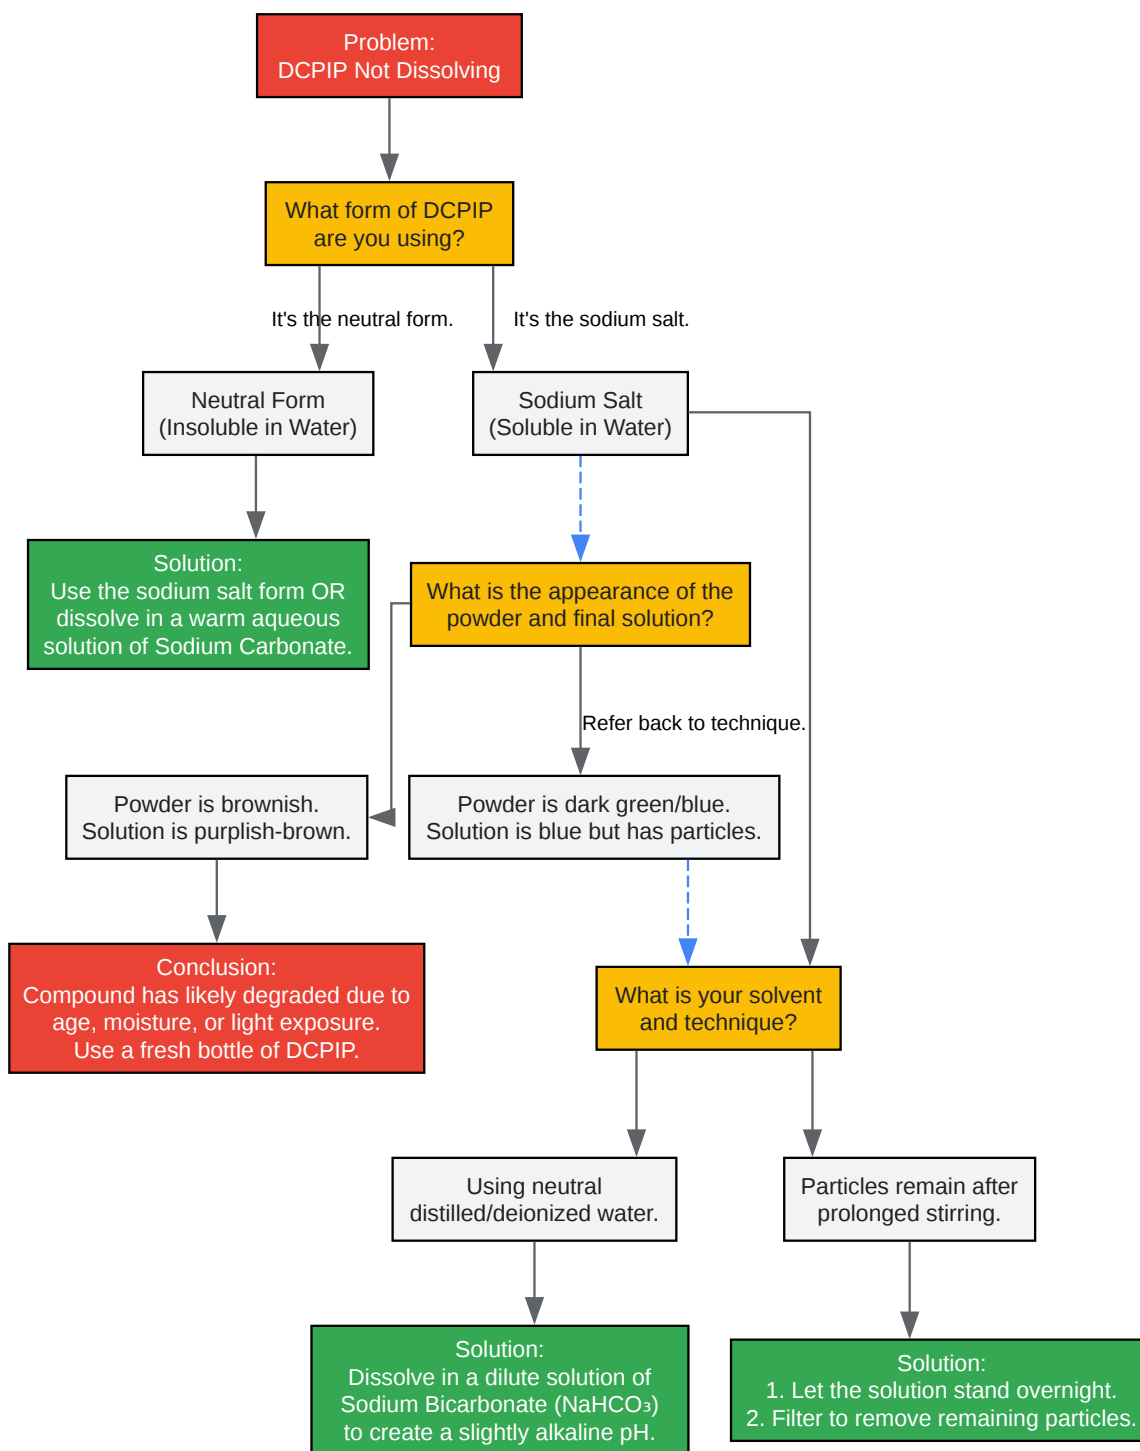 Problem:
DCPIP Not Dissolving
What form of DCPIP
are you using?
It's the neutral form.
It's the sodium salt.
Neutral Form
(Insoluble in Water)
Sodium Salt
(Soluble in Water)
Solution:
Use the sodium salt form OR
dissolve in a warm aqueous
solution of Sodium Carbonate.
What is the appearance of the
powder and final solution?
Refer back to technique.
Powder is brownish.
Solution is purplish-brown.
Powder is dark green/blue.
Solution is blue but has particles.
Conclusion:
Compound has likely degraded due to
age, moisture, or light exposure.
Use a fresh bottle of DCPIP.
What is your solvent
and technique?
Using neutral
distilled/deionized water.
Particles remain after
prolonged stirring.
Solution:
Dissolve in a dilute solution of
Sodium Bicarbonate (NaHCO₃)
to create a slightly alkaline pH.
Solution:
1. Let the solution stand overnight.
2. Filter to remove remaining particles.